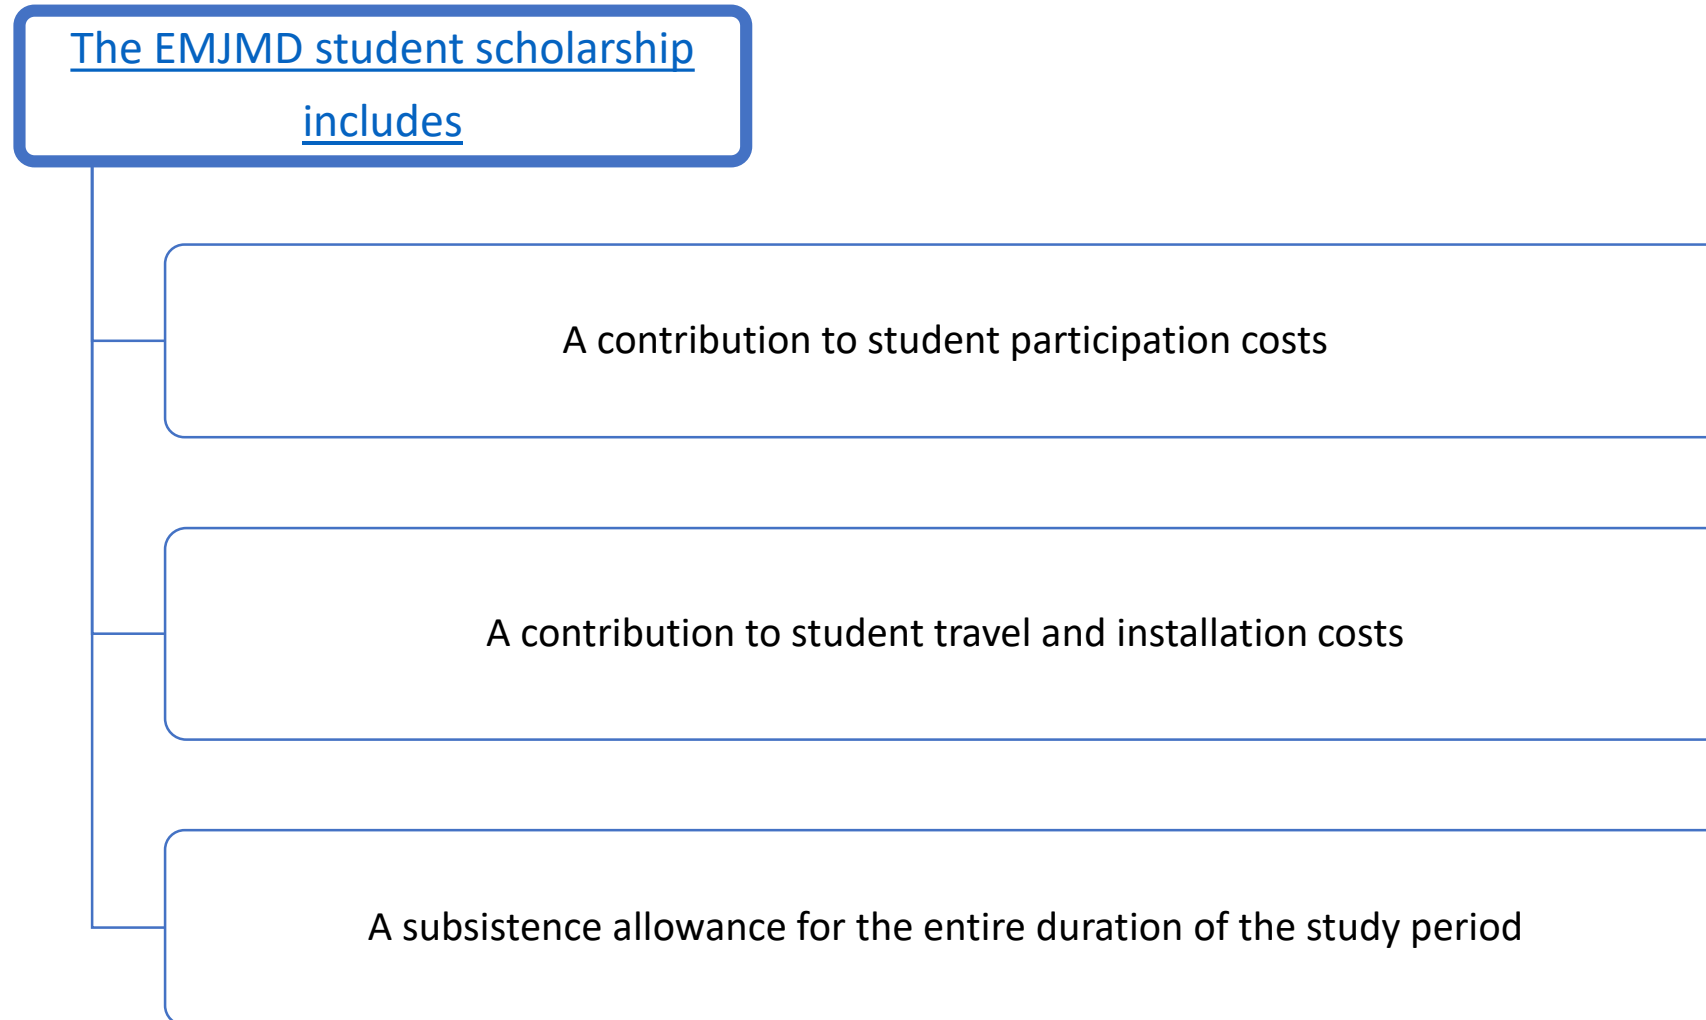 The EMJMD student scholarship
includes
A contribution to student participation costs
A contribution to student travel and installation costs
A subsistence allowance for the entire duration of the study period